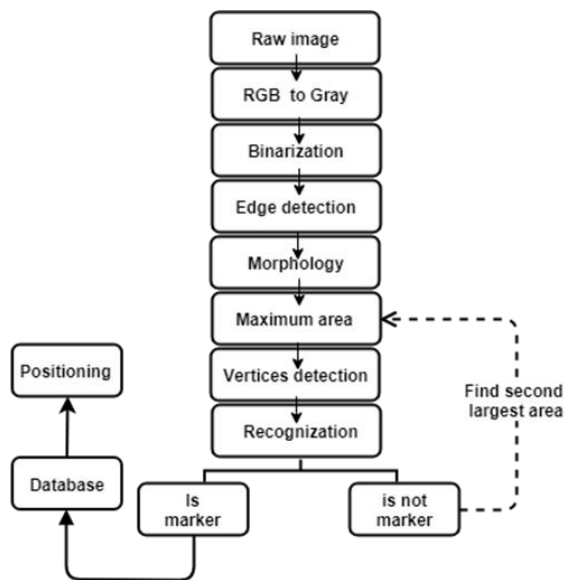 Raw image
RGB to Gray
Binarization
Edge detection
Morphology
Maximum area
Vertices detection
Recognization
Positioning
Database
Is
marker
is not
marker
Find second
largest area